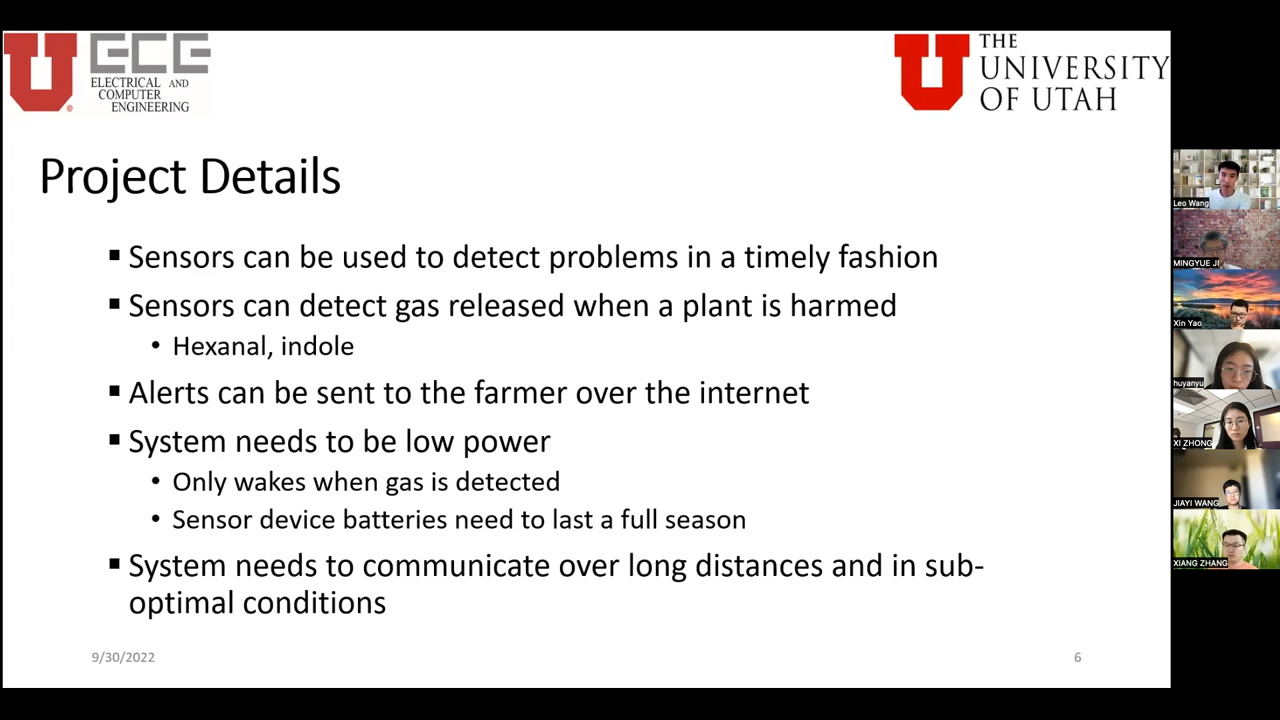 U ECE
ELECTRICAL AND
COMPUTER
ENGINEERING
THE
UNIVERSITY
OF UTAH
Project Details
▪ Sensors can be used to detect problems in a timely fashion
▪ Sensors can detect gas released when a plant is harmed
• Hexanal, indole
▪ Alerts can be sent to the farmer over the internet
▪ System needs to be low power
• Only wakes when gas is detected
• Sensor device batteries need to last a full season
▪ System needs to communicate over long distances and in sub-
optimal conditions
9/30/2022
6
Leo Wang
MINGYUE JI
Xin Yao
huyanyu
XI ZHONG
JIAYI WANG
XIANG ZHANG